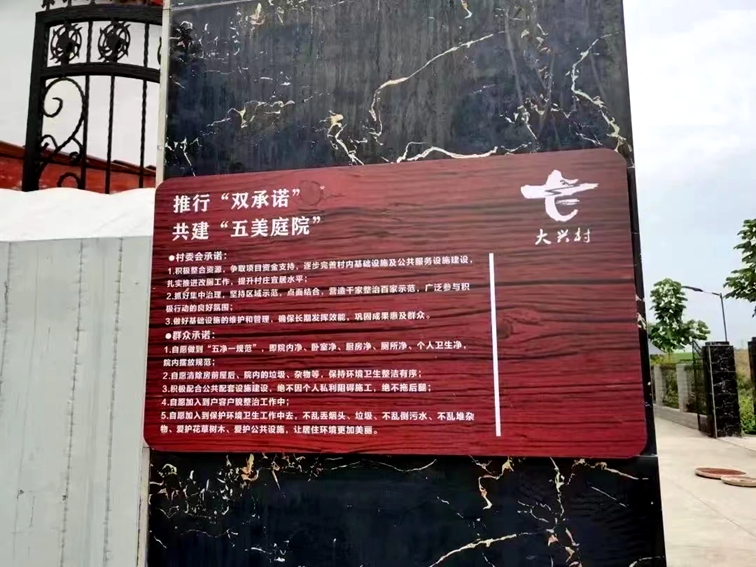 推行“双承诺”
共建“五美庭院”
大兴村
●村委会承诺:
1.积极整合资源,争取项目资金支持,逐步完善村内基础设施及公共服务设施建设,
扎实推进改厕工作,提升村庄宜居水平;
2.抓好集中治理,坚持区域示范,点面结合,营造千家整治百家示范,广泛参与积
极行动的良好氛围;
3.做好基础设施的维护和管理,确保长期发挥效能,巩固成果惠及群众。
●群众承诺:
1.自愿做到“五净一规范”,即院内净、卧室净、厨房净、厕所净、个人卫生净,
院内摆放规范;
2.自愿清除房前屋后、院内的垃圾、杂物等,保持环境卫生整洁有序;
3.积极配合公共配套设施建设,绝不因个人私利阻碍施工,绝不拖后腿;
4.自愿加入到户容户貌整治工作中;
5.自愿加入到保护环境卫生工作中去,不乱丢烟头、垃圾、不乱倒污水、不乱堆杂
物、爱护花草树木、爱护公共设施,让居住环境更加美丽。